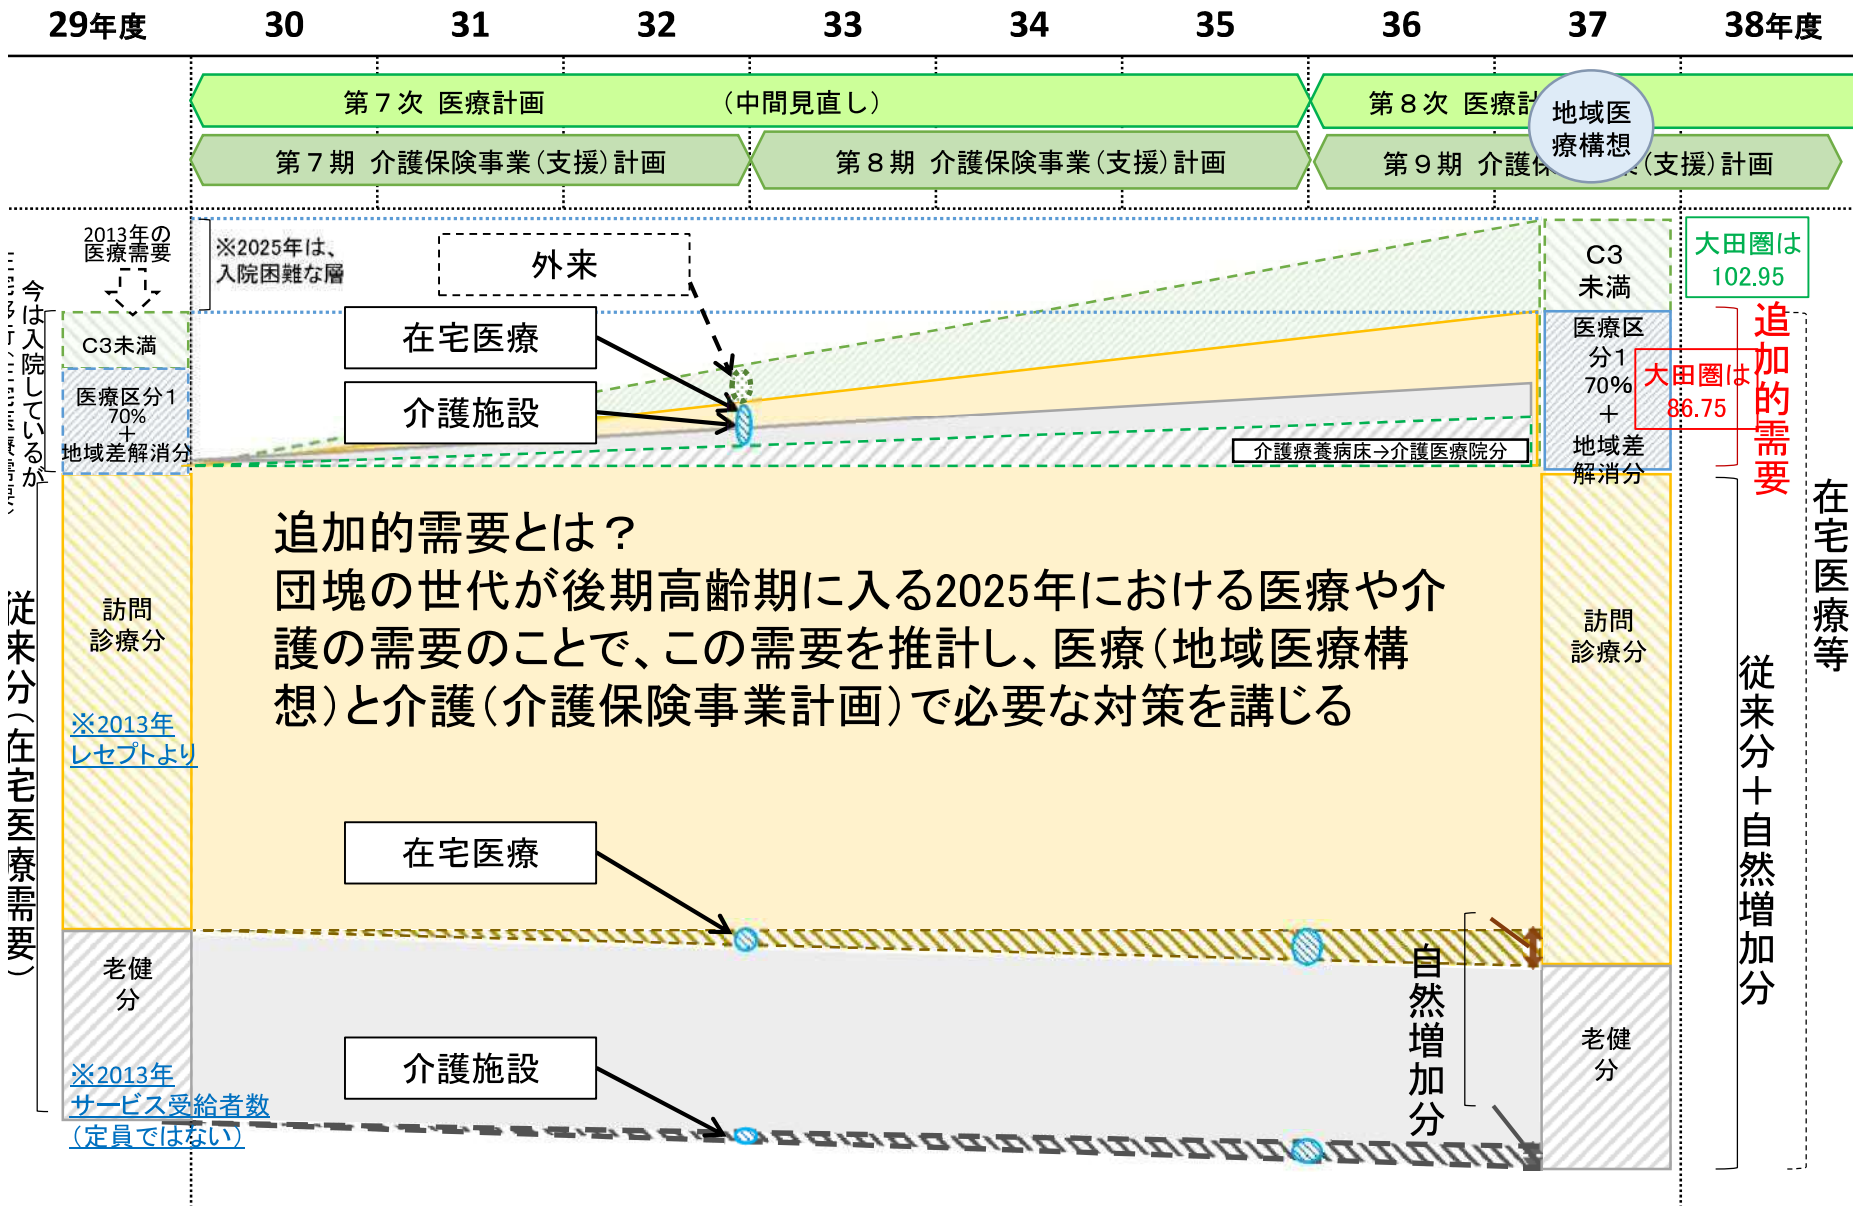 29年度 30 31 32 33 34 35 36 37 38年度
第7次 医療計画 (中間見直し)
第8次 医療計
地域医
療構想
第7期 介護保険事業(支援)計画
第8期 介護保険事業(支援)計画
第9期 介護保
(支援)計画
2013年の
医療需要
※2025年は、
入院困難な層
外来
在宅医療
介護施設
C3
未満
大田圏は
102.95
今は入院しているが
C3未満
医療区分1
70%
+
地域差解消分
医療区
分1
70%
+
地域差
解消分
大田圏は
86.75
追加的需要
介護療養病床→介護医療院分
在宅医療等
追加的需要とは?
団塊の世代が後期高齢期に入る2025年における医療や介
護の需要のことで、この需要を推計し、医療(地域医療構
想)と介護(介護保険事業計画)で必要な対策を講じる
従来分(在宅医療需要)
訪問
診療分
※2013年
レセプトより
訪問
診療分
従来分+自然増加分
在宅医療
自然増加分
老健
分
※2013年
サービス受給者数
(定員ではない)
介護施設
老健
分